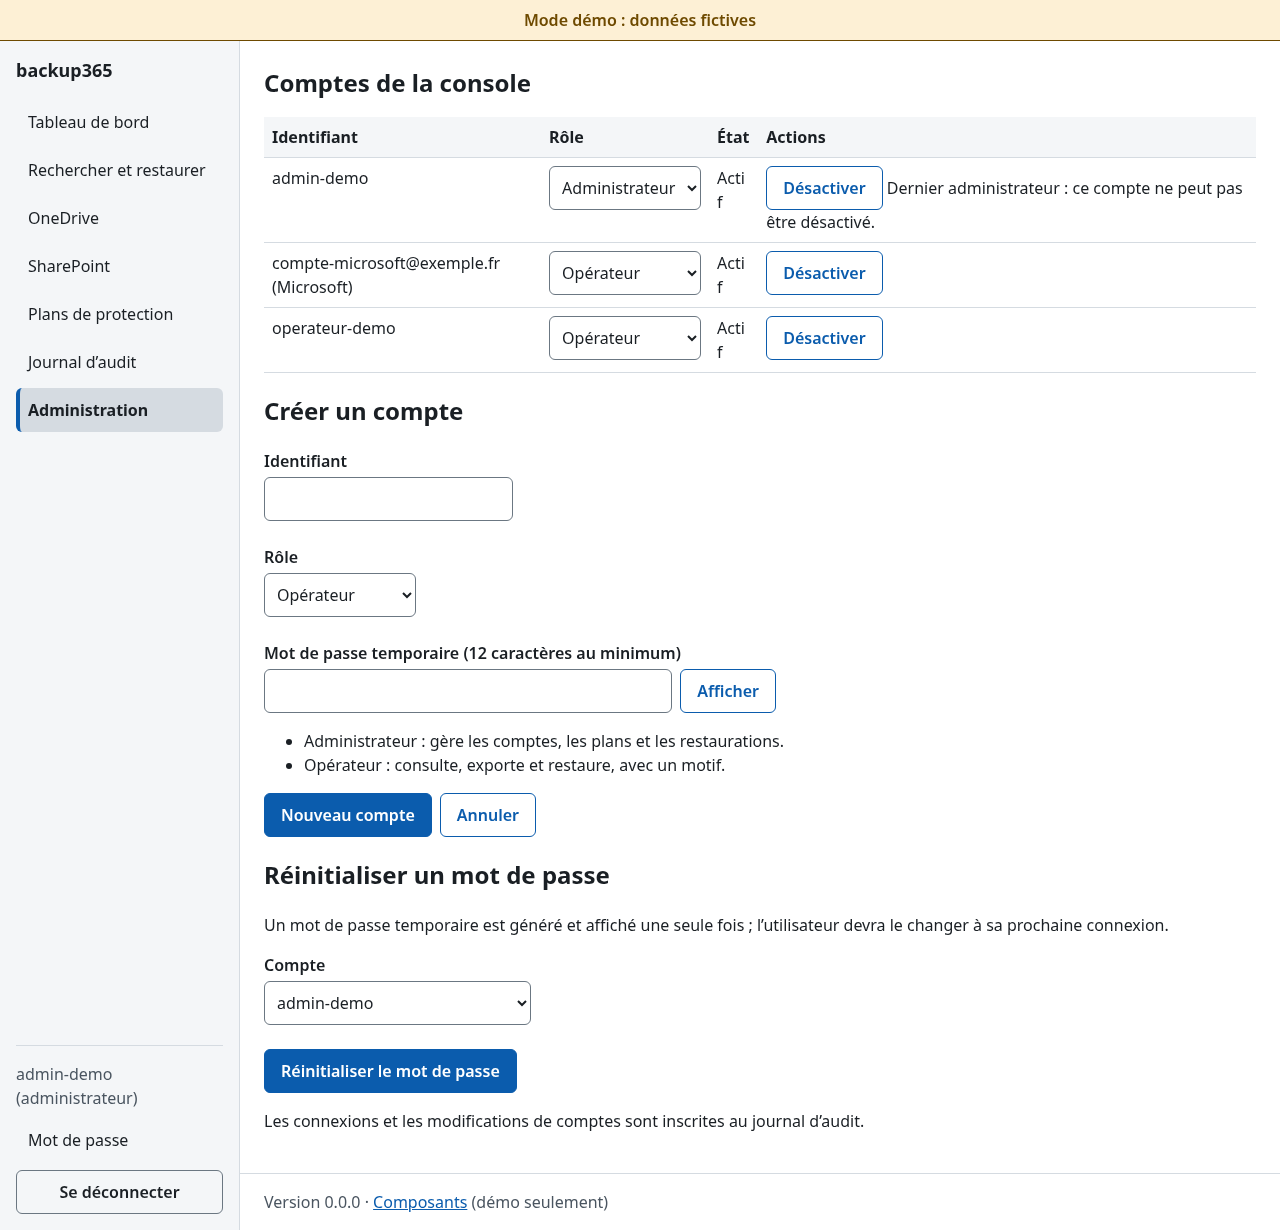 Mode démo : données fictives
backup365
Tableau de bord
Rechercher et restaurer
OneDrive
SharePoint
Plans de protection
Journal d’audit
Administration
admin-demo
(administrateur)
Mot de passe
Se déconnecter
Comptes de la console
Identifiant Rôle État Actions
admin-demo Administrateur Acti
f Désactiver Dernier administrateur : ce compte ne peut pas
être désactivé.
compte-microsoft@exemple.fr
(Microsoft) Opérateur Acti
f Désactiver
operateur-demo Opérateur Acti
f Désactiver
Créer un compte
Identifiant
Rôle
Opérateur
Mot de passe temporaire (12 caractères au minimum)
Afficher
• Administrateur : gère les comptes, les plans et les restaurations.
• Opérateur : consulte, exporte et restaure, avec un motif.
Nouveau compte Annuler
Réinitialiser un mot de passe
Un mot de passe temporaire est généré et affiché une seule fois ; l’utilisateur devra le changer à sa prochaine connexion.
Compte
admin-demo
Réinitialiser le mot de passe
Les connexions et les modifications de comptes sont inscrites au journal d’audit.
Version 0.0.0 · Composants (démo seulement)